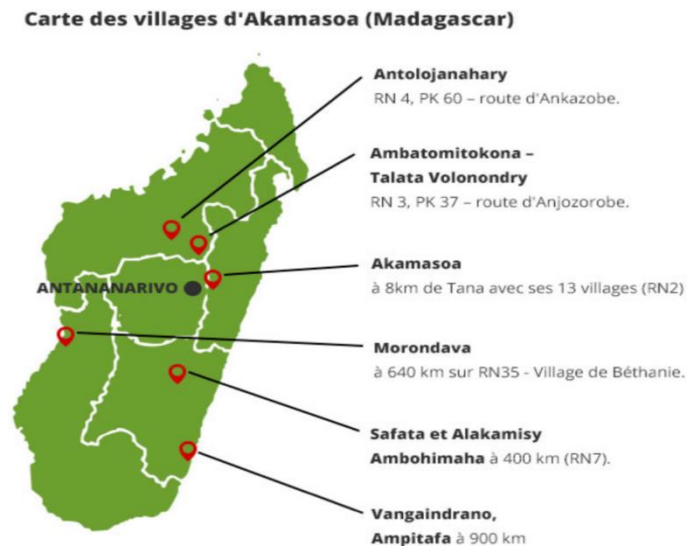 Carte des villages d'Akamasoa (Madagascar)
Antolojanahary
RN 4, PK 60 – route d'Ankazobe.
Ambatomitokona –
Talata Volonondry
RN 3, PK 37 – route d'Anjozorobe.
Akamasoa
à 8km de Tana avec ses 13 villages (RN2)
ANTANANARIVO
Morondava
à 640 km sur RN35 - Village de Béthanie.
Safata et Alakamisy
Ambohimaha à 400 km (RN7).
Vangaindrano,
Ampitafa à 900 km